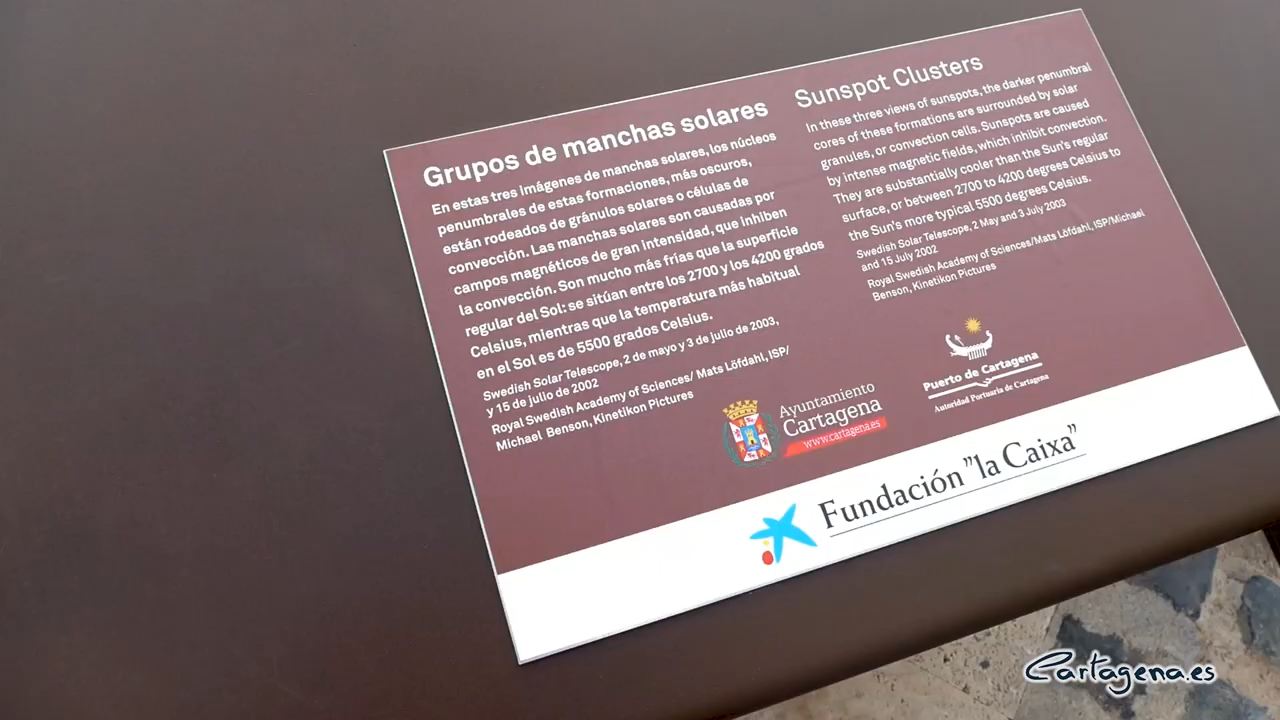 Grupos de manchas solares
En estas tres imágenes de manchas solares, los núcleos
penumbrales de estas formaciones, más oscuros,
están rodeados de gránulos solares o células de
convección. Las manchas solares son causadas por
campos magnéticos de gran intensidad, que inhiben
la convección. Son mucho más frías que la superficie
regular del Sol: se sitúan entre los 2700 y los 4200 grados
Celsius, mientras que la temperatura más habitual
en el Sol es de 5500 grados Celsius.
Swedish Solar Telescope, 2 de mayo y 3 de julio de 2003,
y 15 de julio de 2002
Royal Swedish Academy of Sciences/ Mats Löfdahl, ISP/
Michael Benson, Kinetikon Pictures
Sunspot Clusters
In these three views of sunspots, the darker penumbral
cores of these formations are surrounded by solar
granules, or convection cells. Sunspots are caused
by intense magnetic fields, which inhibit convection.
They are substantially cooler than the Sun's regular
surface, or between 2700 to 4200 degrees Celsius to
the Sun's more typical 5500 degrees Celsius.
Swedish Solar Telescope, 2 May and 3 July 2003
and 15 July 2002
Royal Swedish Academy of Sciences/Mats Löfdahl, ISP/Michael
Benson, Kinetikon Pictures
Ayuntamiento
Cartagena
www.cartagena.es
Puerto de Cartagena
Autoridad Portuaria de Cartagena
Fundación "la Caixa"
Cartagena.es